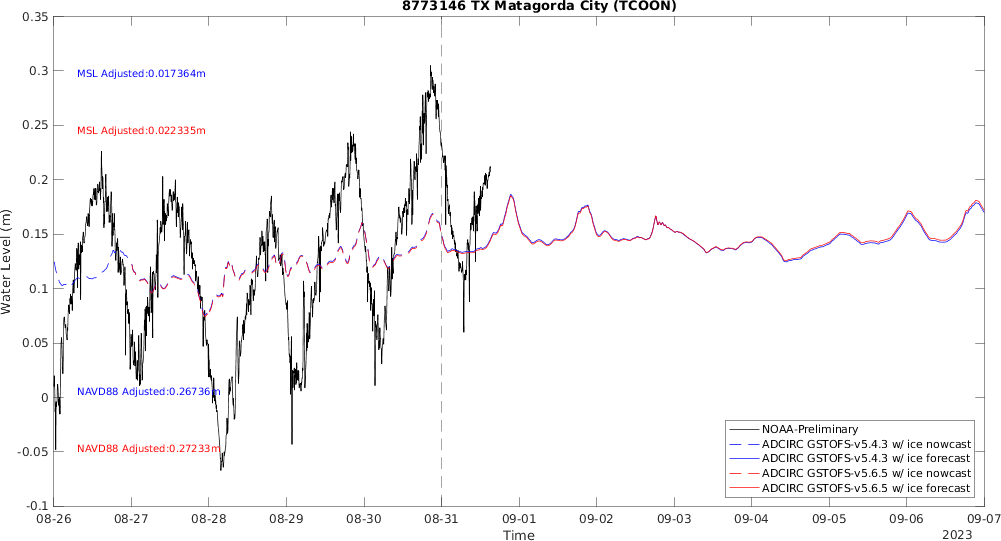 8773146 TX Matagorda City (TCOON)
0.35
0.3
0.25
0.2
0.15
0.1
0.05
0
-0.05
-0.1
Water Level (m)
MSL Adjusted:0.017364m
MSL Adjusted:0.022335m
NAVD88 Adjusted:0.26736m
NAVD88 Adjusted:0.27233m
NOAA-Preliminary
ADCIRC GSTOFS-v5.4.3 w/ ice nowcast
ADCIRC GSTOFS-v5.4.3 w/ ice forecast
ADCIRC GSTOFS-v5.6.5 w/ ice nowcast
ADCIRC GSTOFS-v5.6.5 w/ ice forecast
08-26 08-27 08-28 08-29 08-30 08-31 09-01 09-02 09-03 09-04 09-05 09-06 09-07
Time
2023